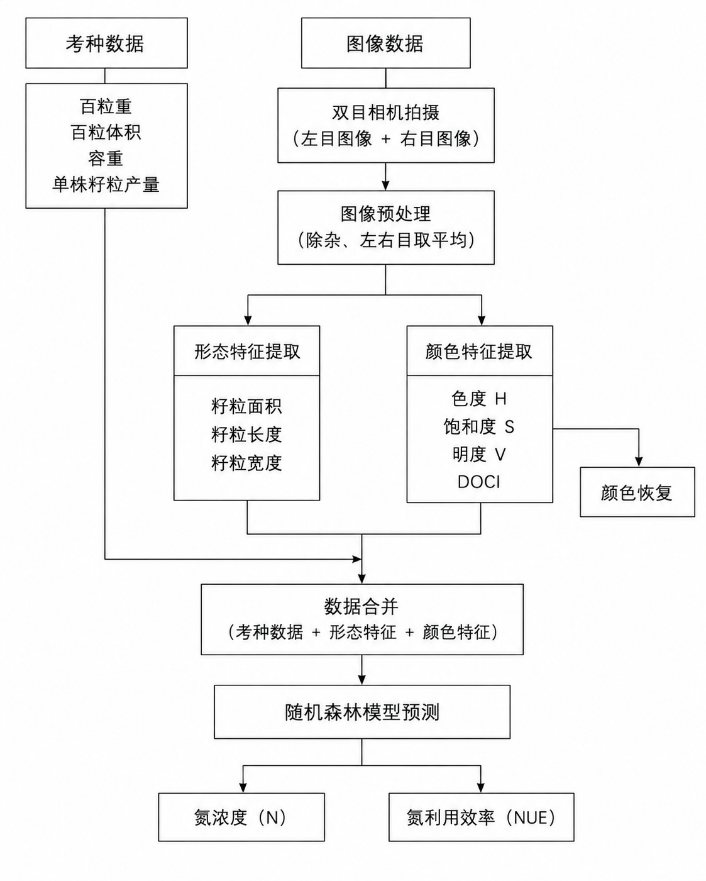 考种数据
百粒重
百粒体积
容重
单株籽粒产量
图像数据
双目相机拍摄
（左目图像 + 右目图像）
图像预处理
（除杂、左右目取平均）
形态特征提取
籽粒面积
籽粒长度
籽粒宽度
颜色特征提取
色度 H
饱和度 S
明度 V
DOCI
颜色恢复
数据合并
（考种数据 + 形态特征 + 颜色特征）
随机森林模型预测
氮浓度（N）
氮利用效率（NUE）